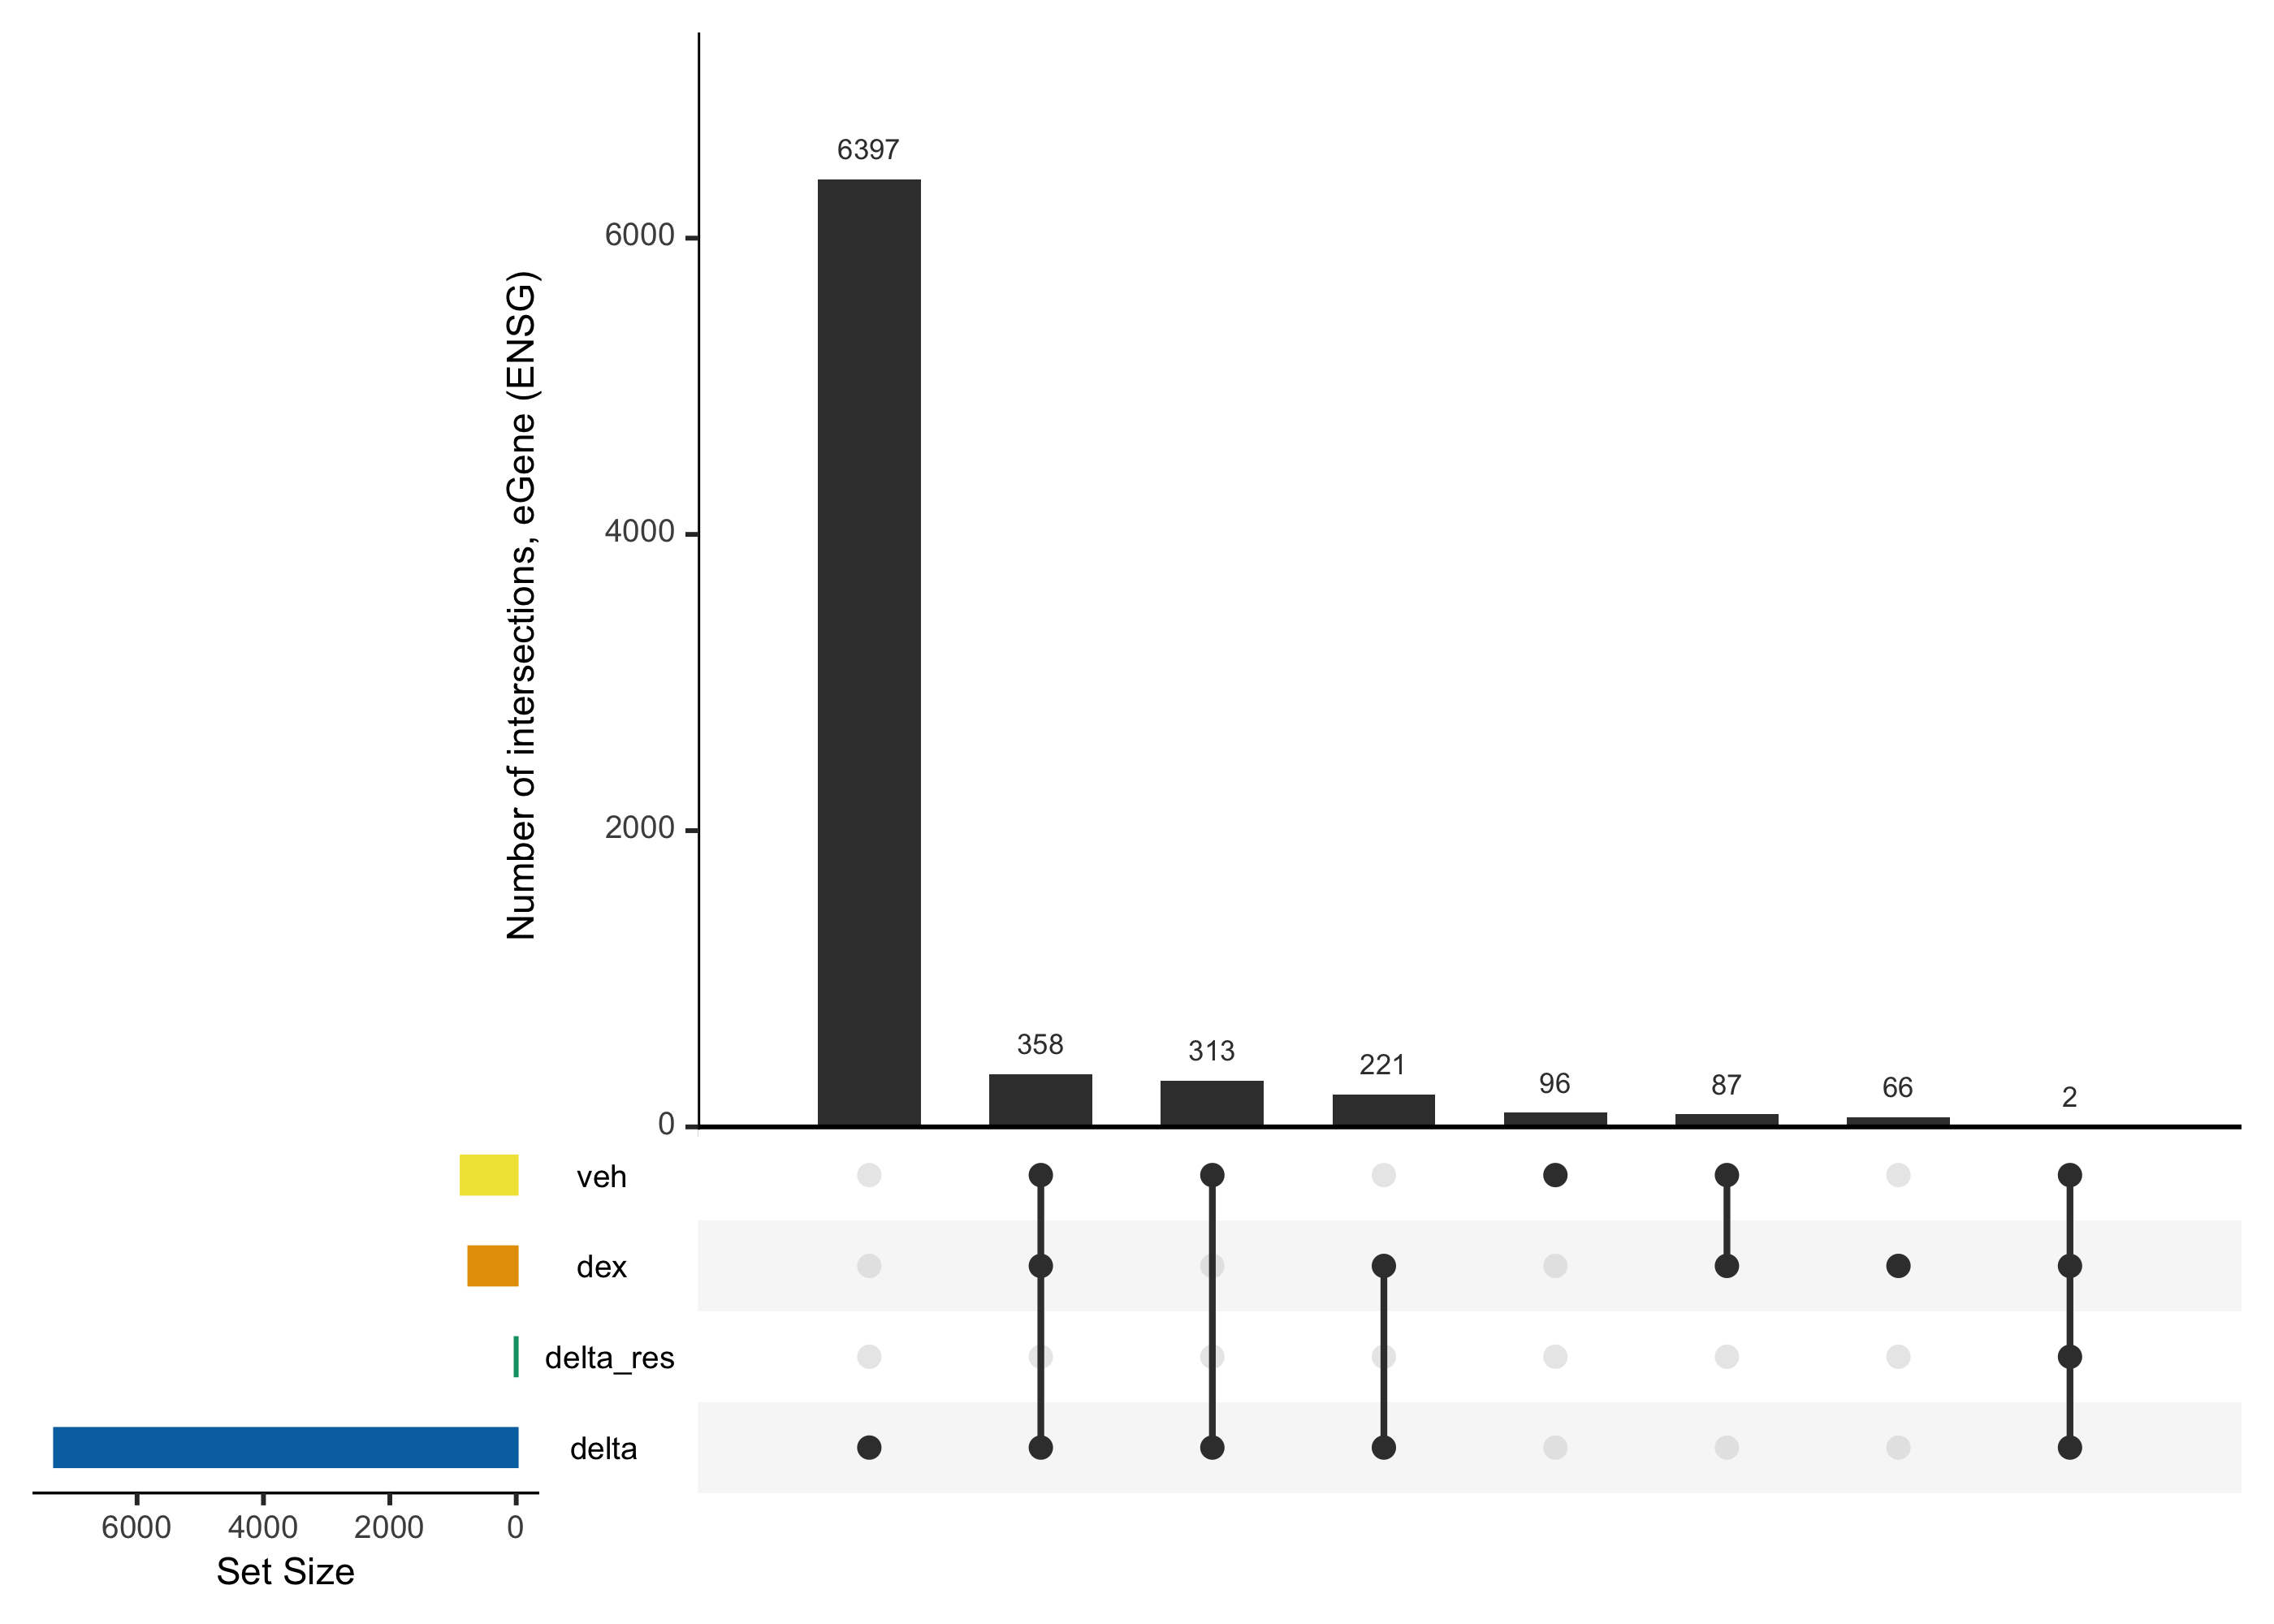 Number of intersections, eGene (ENSG)
6000
4000
2000
0
6397
358
313
221
96
87
66
2
veh
dex
delta_res
delta
6000 4000 2000 0
Set Size